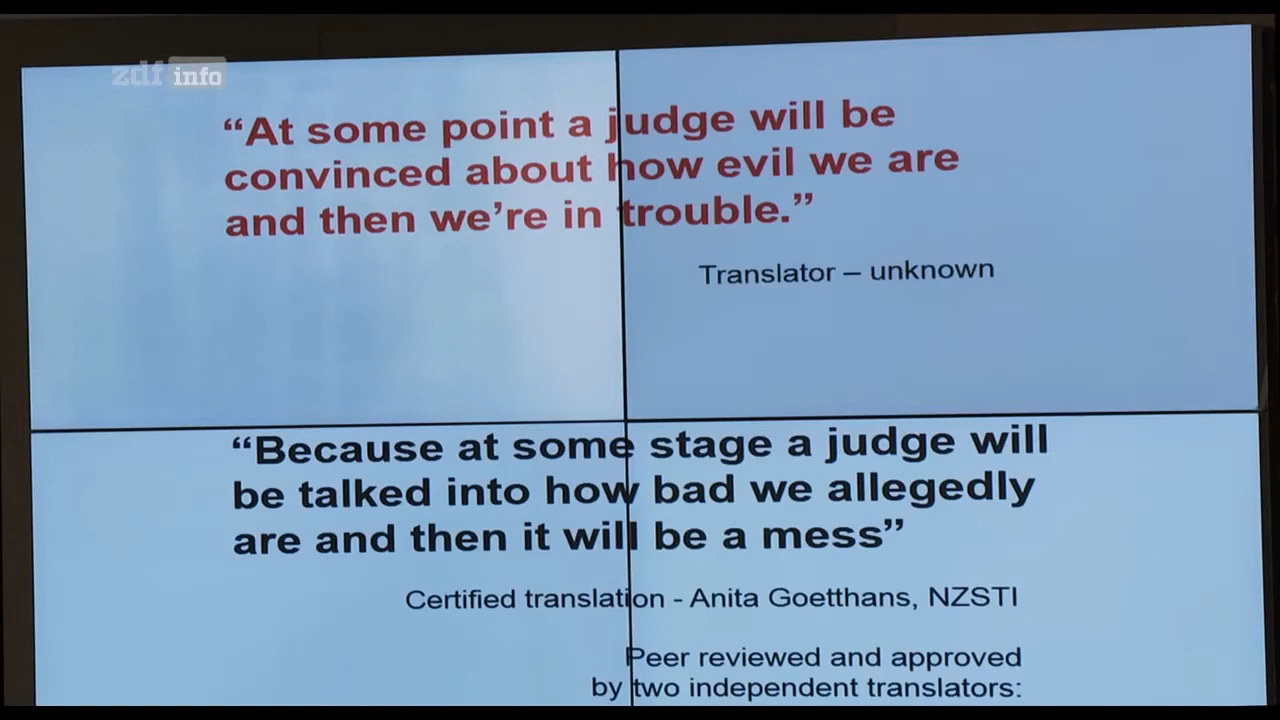 zdf info
“At some point a judge will be
convinced about how evil we are
and then we’re in trouble.”
Translator – unknown
“Because at some stage a judge will
be talked into how bad we allegedly
are and then it will be a mess”
Certified translation - Anita Goetthans, NZSTI
Peer reviewed and approved
by two independent translators: